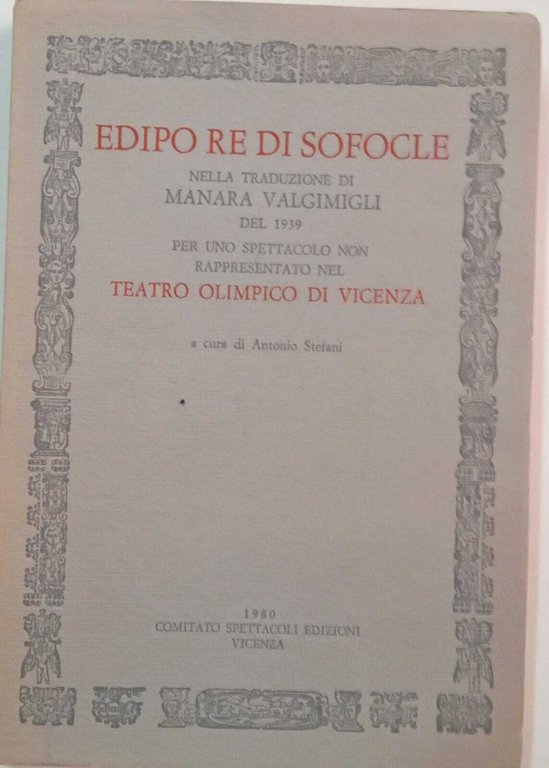 EDIPO RE DI SOFOCLE
NELLA TRADUZIONE DI
MANARA VALGIMIGLI
DEL 1939
PER UNO SPETTACOLO NON
RAPPRESENTATO NEL
TEATRO OLIMPICO DI VICENZA
a cura di Antonio Stefani
1980
COMITATO SPETTACOLI EDIZIONI
VICENZA